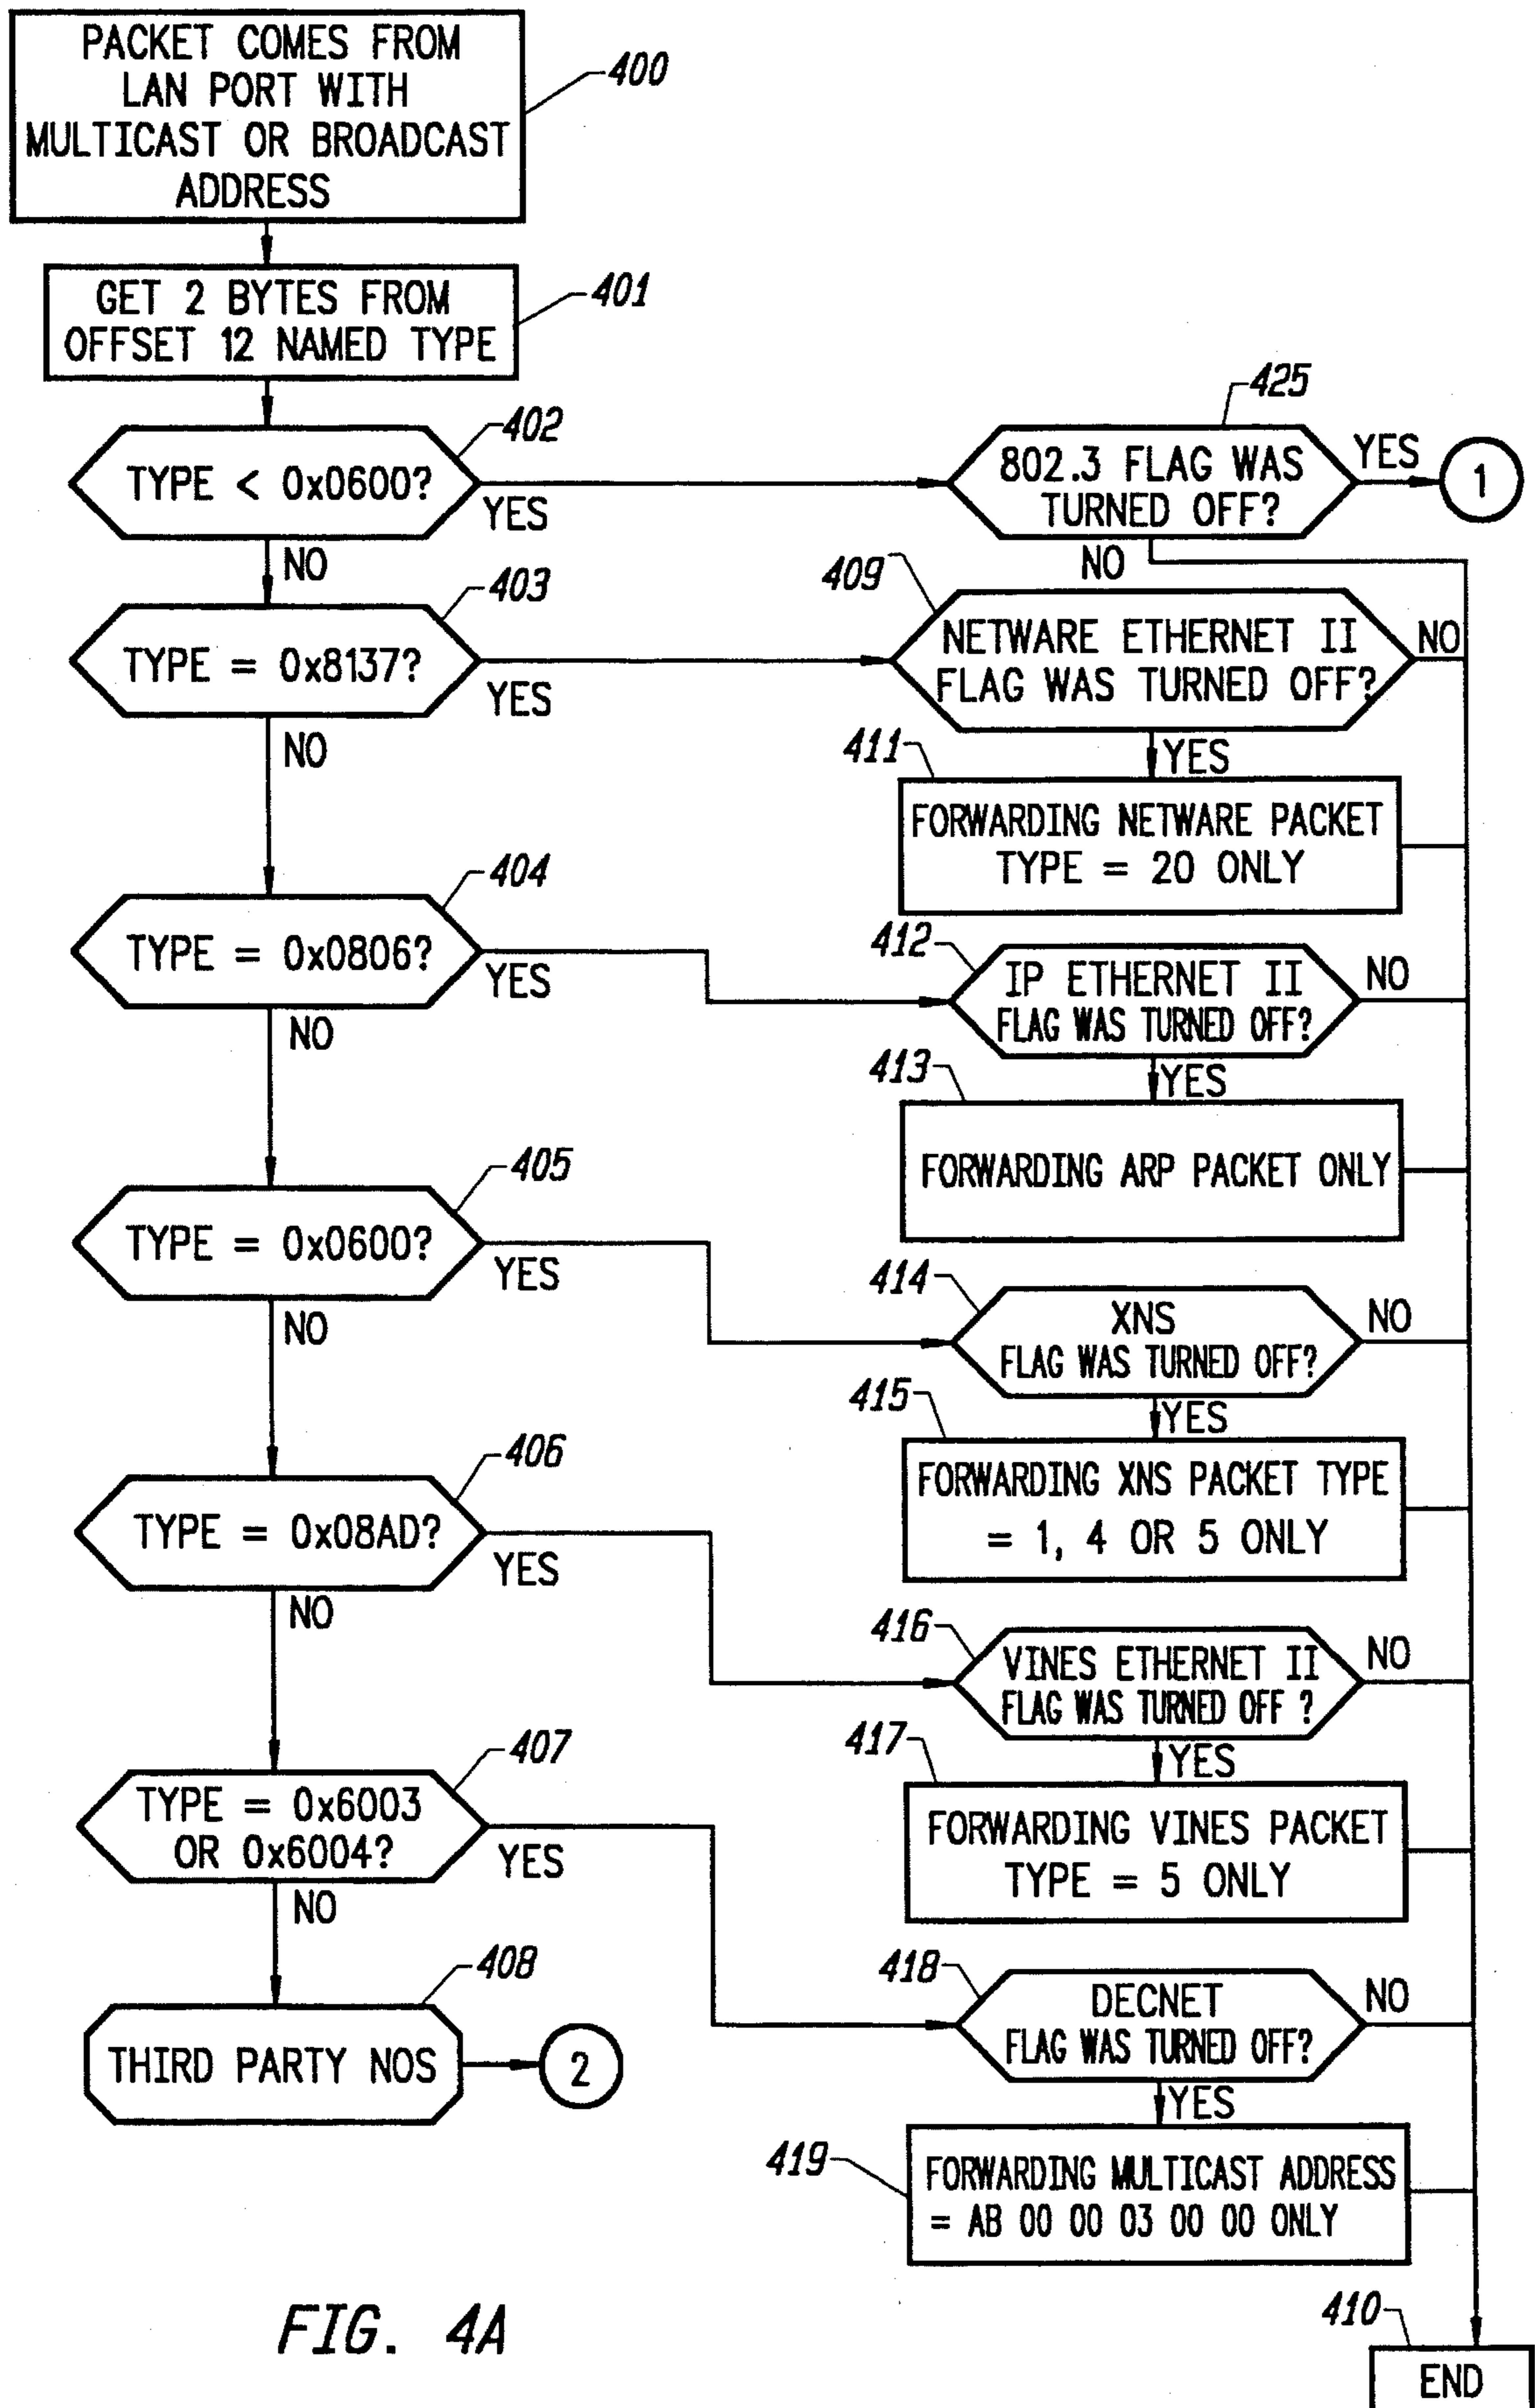 PACKET COMES FROM
LAN PORT WITH
MULTICAST OR BROADCAST
ADDRESS
400
GET 2 BYTES FROM
OFFSET 12 NAMED TYPE
401
TYPE < 0x0600?
402
YES
NO
802.3 FLAG WAS
TURNED OFF?
425
YES
1
NO
TYPE = 0x8137?
403
YES
NO
409
NETWARE ETHERNET II
FLAG WAS TURNED OFF?
NO
YES
411
FORWARDING NETWARE PACKET
TYPE = 20 ONLY
TYPE = 0x0806?
404
YES
NO
412
IP ETHERNET II
FLAG WAS TURNED OFF?
NO
YES
413
FORWARDING ARP PACKET ONLY
TYPE = 0x0600?
405
YES
NO
414
XNS
FLAG WAS TURNED OFF?
NO
YES
415
FORWARDING XNS PACKET TYPE
= 1, 4 OR 5 ONLY
TYPE = 0x08AD?
406
YES
NO
416
VINES ETHERNET II
FLAG WAS TURNED OFF ?
NO
YES
417
FORWARDING VINES PACKET
TYPE = 5 ONLY
TYPE = 0x6003
OR 0x6004?
407
YES
NO
418
DECNET
FLAG WAS TURNED OFF?
NO
YES
419
FORWARDING MULTICAST ADDRESS
= AB 00 00 03 00 00 ONLY
THIRD PARTY NOS
408
2
410
END
FIG. 4A